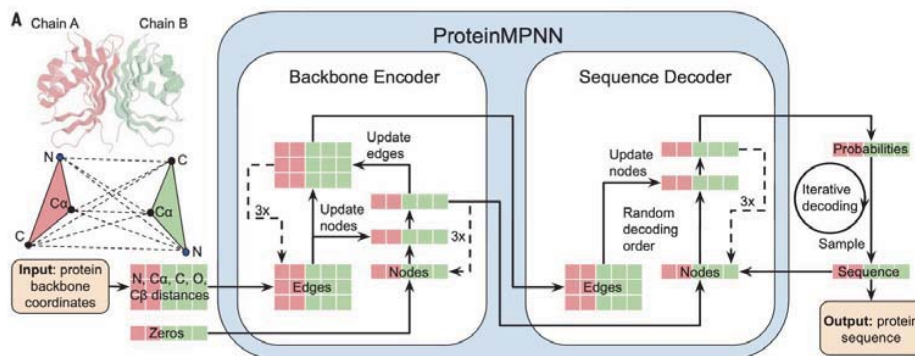 A
Chain A
Chain B
N
C
Cα
Cα
C
N
Input: protein
backbone
coordinates
N, Cα, C, O,
Cβ distances
Zeros
ProteinMPNN
Backbone Encoder
Update
edges
3x
Update
nodes
3x
Edges
Nodes
Sequence Decoder
Update
nodes
3x
Random
decoding
order
Edges
Nodes
Probabilities
Iterative
decoding
Sample
Sequence
Output: protein
sequence